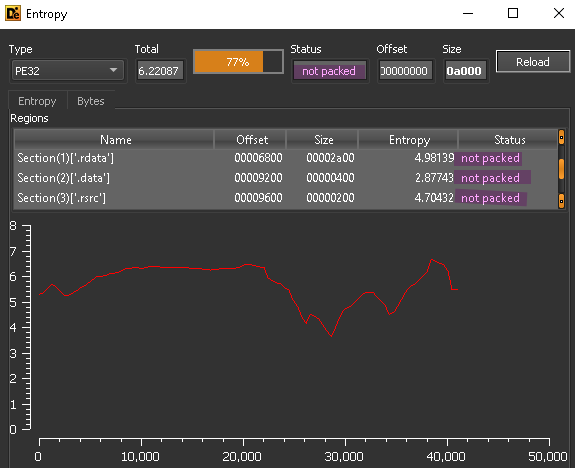 Entropy
Type Total Status Offset Size
PE32 6.22087 77% not packed 00000000 0a000 Reload
Entropy Bytes
Regions
Name Offset Size Entropy Status
Section(1)['.rdata'] 00006800 00002a00 4.98139 not packed
Section(2)['.data'] 00009200 00000400 2.87743 not packed
Section(3)['.rsrc'] 00009600 00000200 4.70432 not packed
8
7
6
5
4
3
2
1
0
0 10,000 20,000 30,000 40,000 50,000